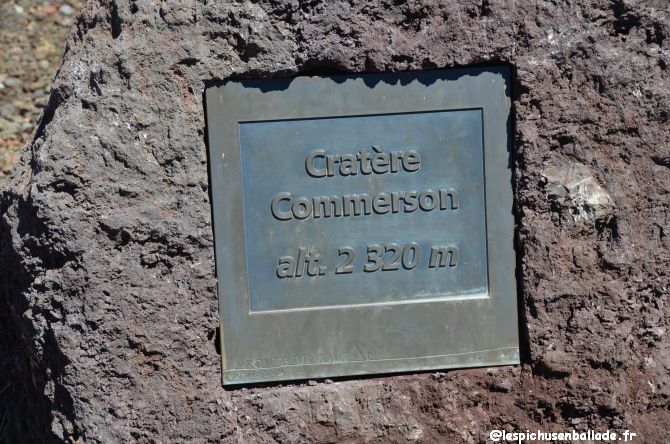 Cratère
Commerson
alt. 2 320 m
@lespichusenballade.fr